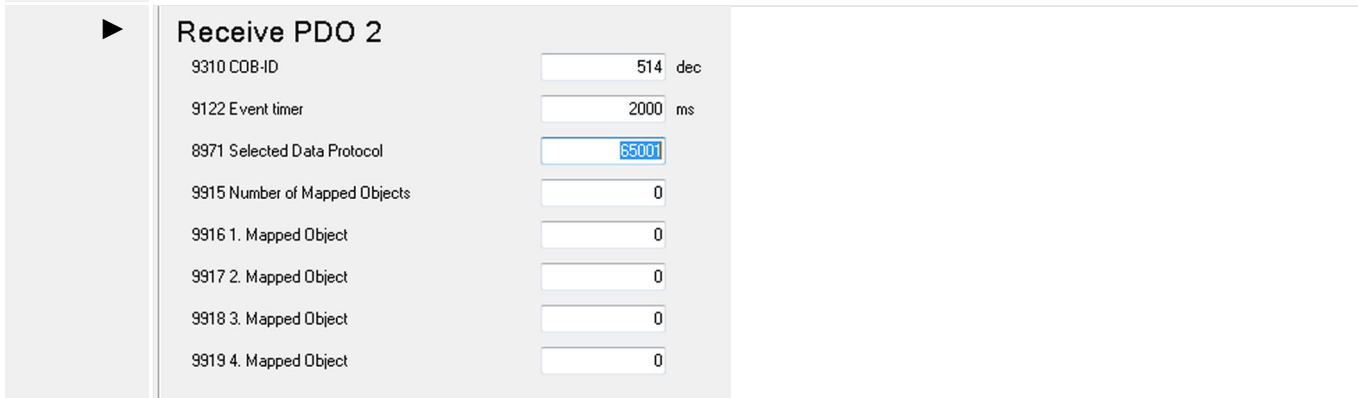 Receive PDO 2
9310 COB-ID 514 dec
9122 Event timer 2000 ms
8971 Selected Data Protocol 65001
9915 Number of Mapped Objects 0
9916 1. Mapped Object 0
9917 2. Mapped Object 0
9918 3. Mapped Object 0
9919 4. Mapped Object 0